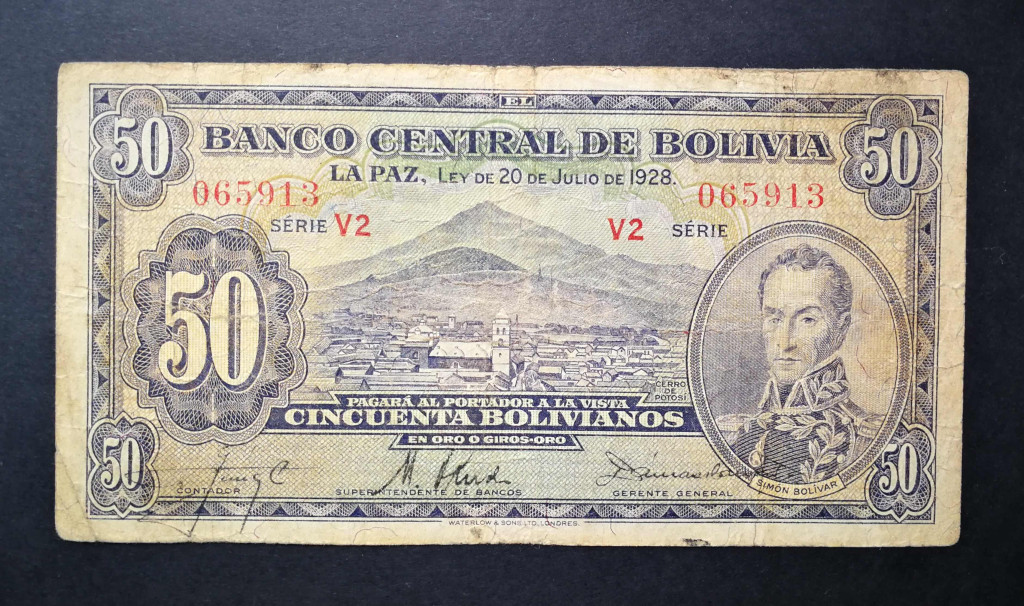 EL
50 BANCO CENTRAL DE BOLIVIA 50
LA PAZ, LEY DE 20 DE JULIO DE 1928.
065913 065913
SÉRIE V2 V2 SÉRIE
50
CERRO
DE
POTOSÍ
PAGARÁ AL PORTADOR A LA VISTA
CINCUENTA BOLIVIANOS
EN ORO O GIROS-ORO
50 50
CONTADOR SUPERINTENDENTE DE BANCOS GERENTE GENERAL
SIMÓN BOLÍVAR
WATERLOW & SONS LTD, LONDRES.